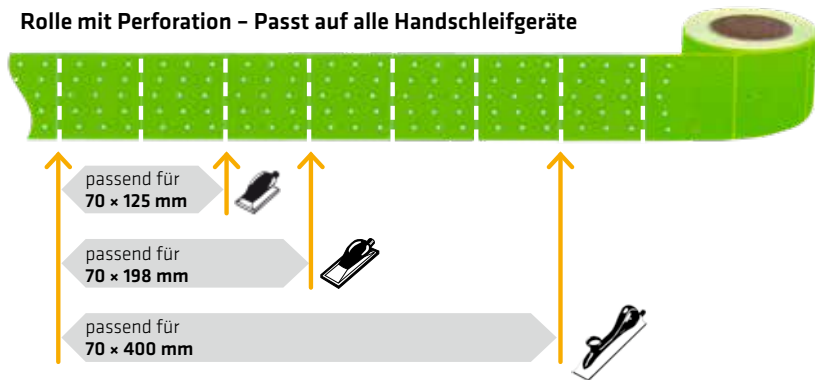 Rolle mit Perforation – Passt auf alle Handschleifgeräte
passend für
70 × 125 mm
passend für
70 × 198 mm
passend für
70 × 400 mm